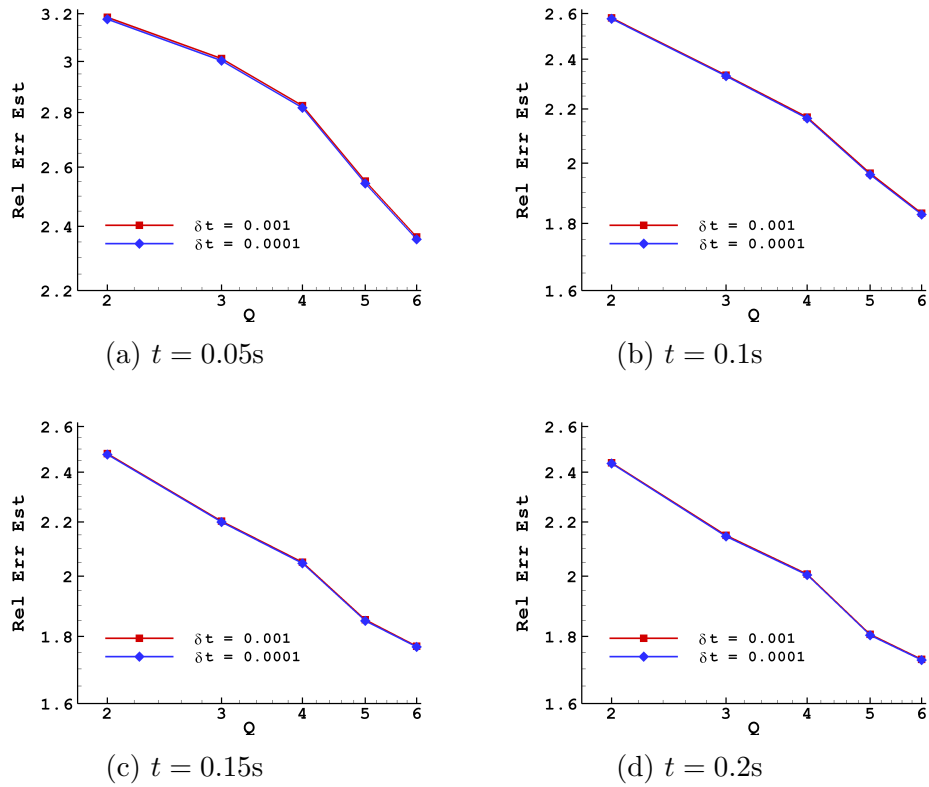 3.2
3
2.8
2.6
2.4
2.2
Rel Err Est
δt = 0.001
δt = 0.0001
2 3 4 5 6
Q
(a) t = 0.05s
2.6
2.4
2.2
2
1.8
1.6
Rel Err Est
δt = 0.001
δt = 0.0001
2 3 4 5 6
Q
(b) t = 0.1s
2.6
2.4
2.2
2
1.8
1.6
Rel Err Est
δt = 0.001
δt = 0.0001
2 3 4 5 6
Q
(c) t = 0.15s
2.6
2.4
2.2
2
1.8
1.6
Rel Err Est
δt = 0.001
δt = 0.0001
2 3 4 5 6
Q
(d) t = 0.2s